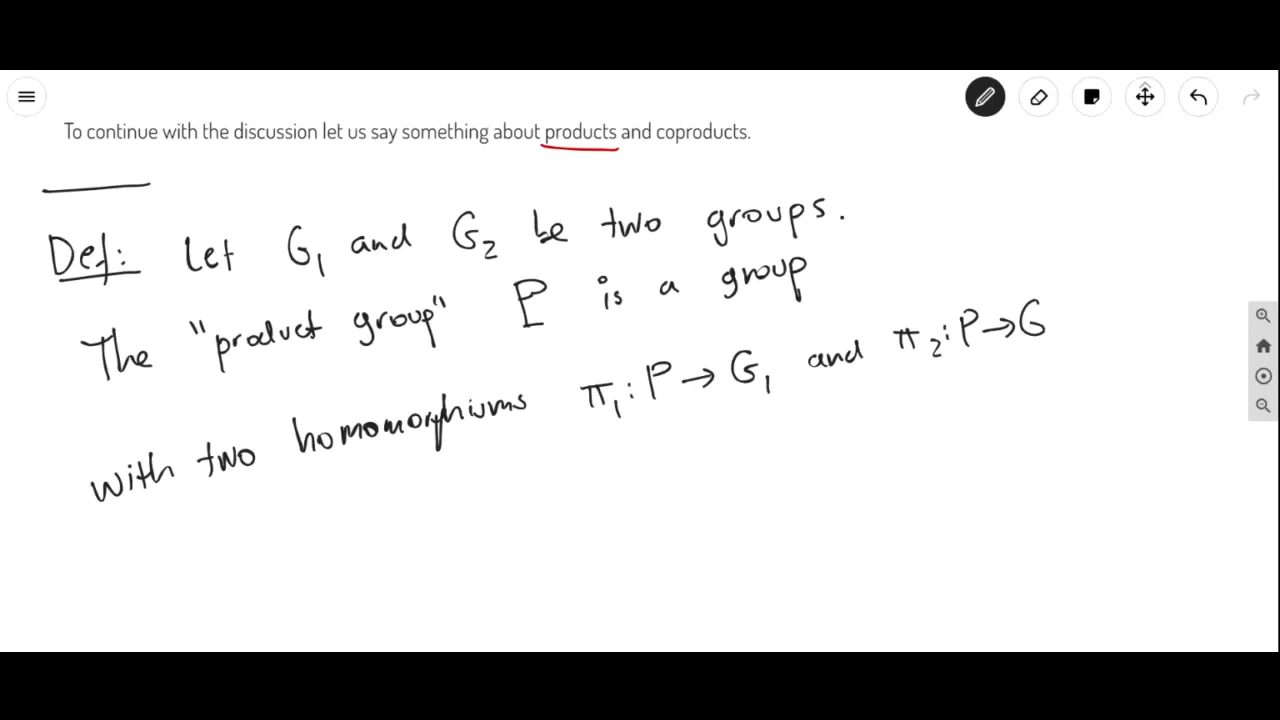 To continue with the discussion let us say something about products and coproducts.
Def: Let G₁ and G₂ be two groups.
The "product group" P is a group
with two homomorphisms π₁: P → G₁ and π₂: P → G